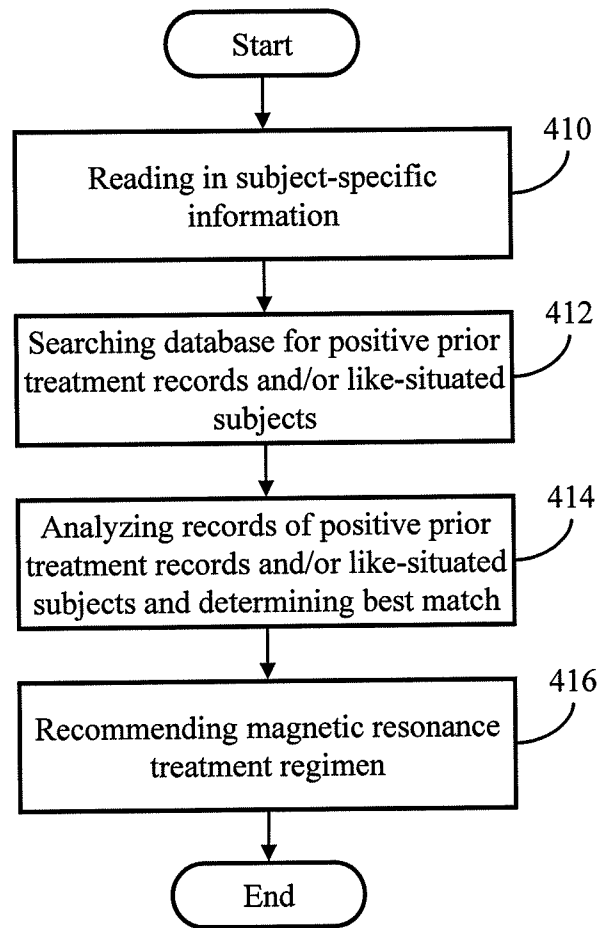 Start
410
Reading in subject-specific
information
412
Searching database for positive prior
treatment records and/or like-situated
subjects
414
Analyzing records of positive prior
treatment records and/or like-situated
subjects and determining best match
416
Recommending magnetic resonance
treatment regimen
End